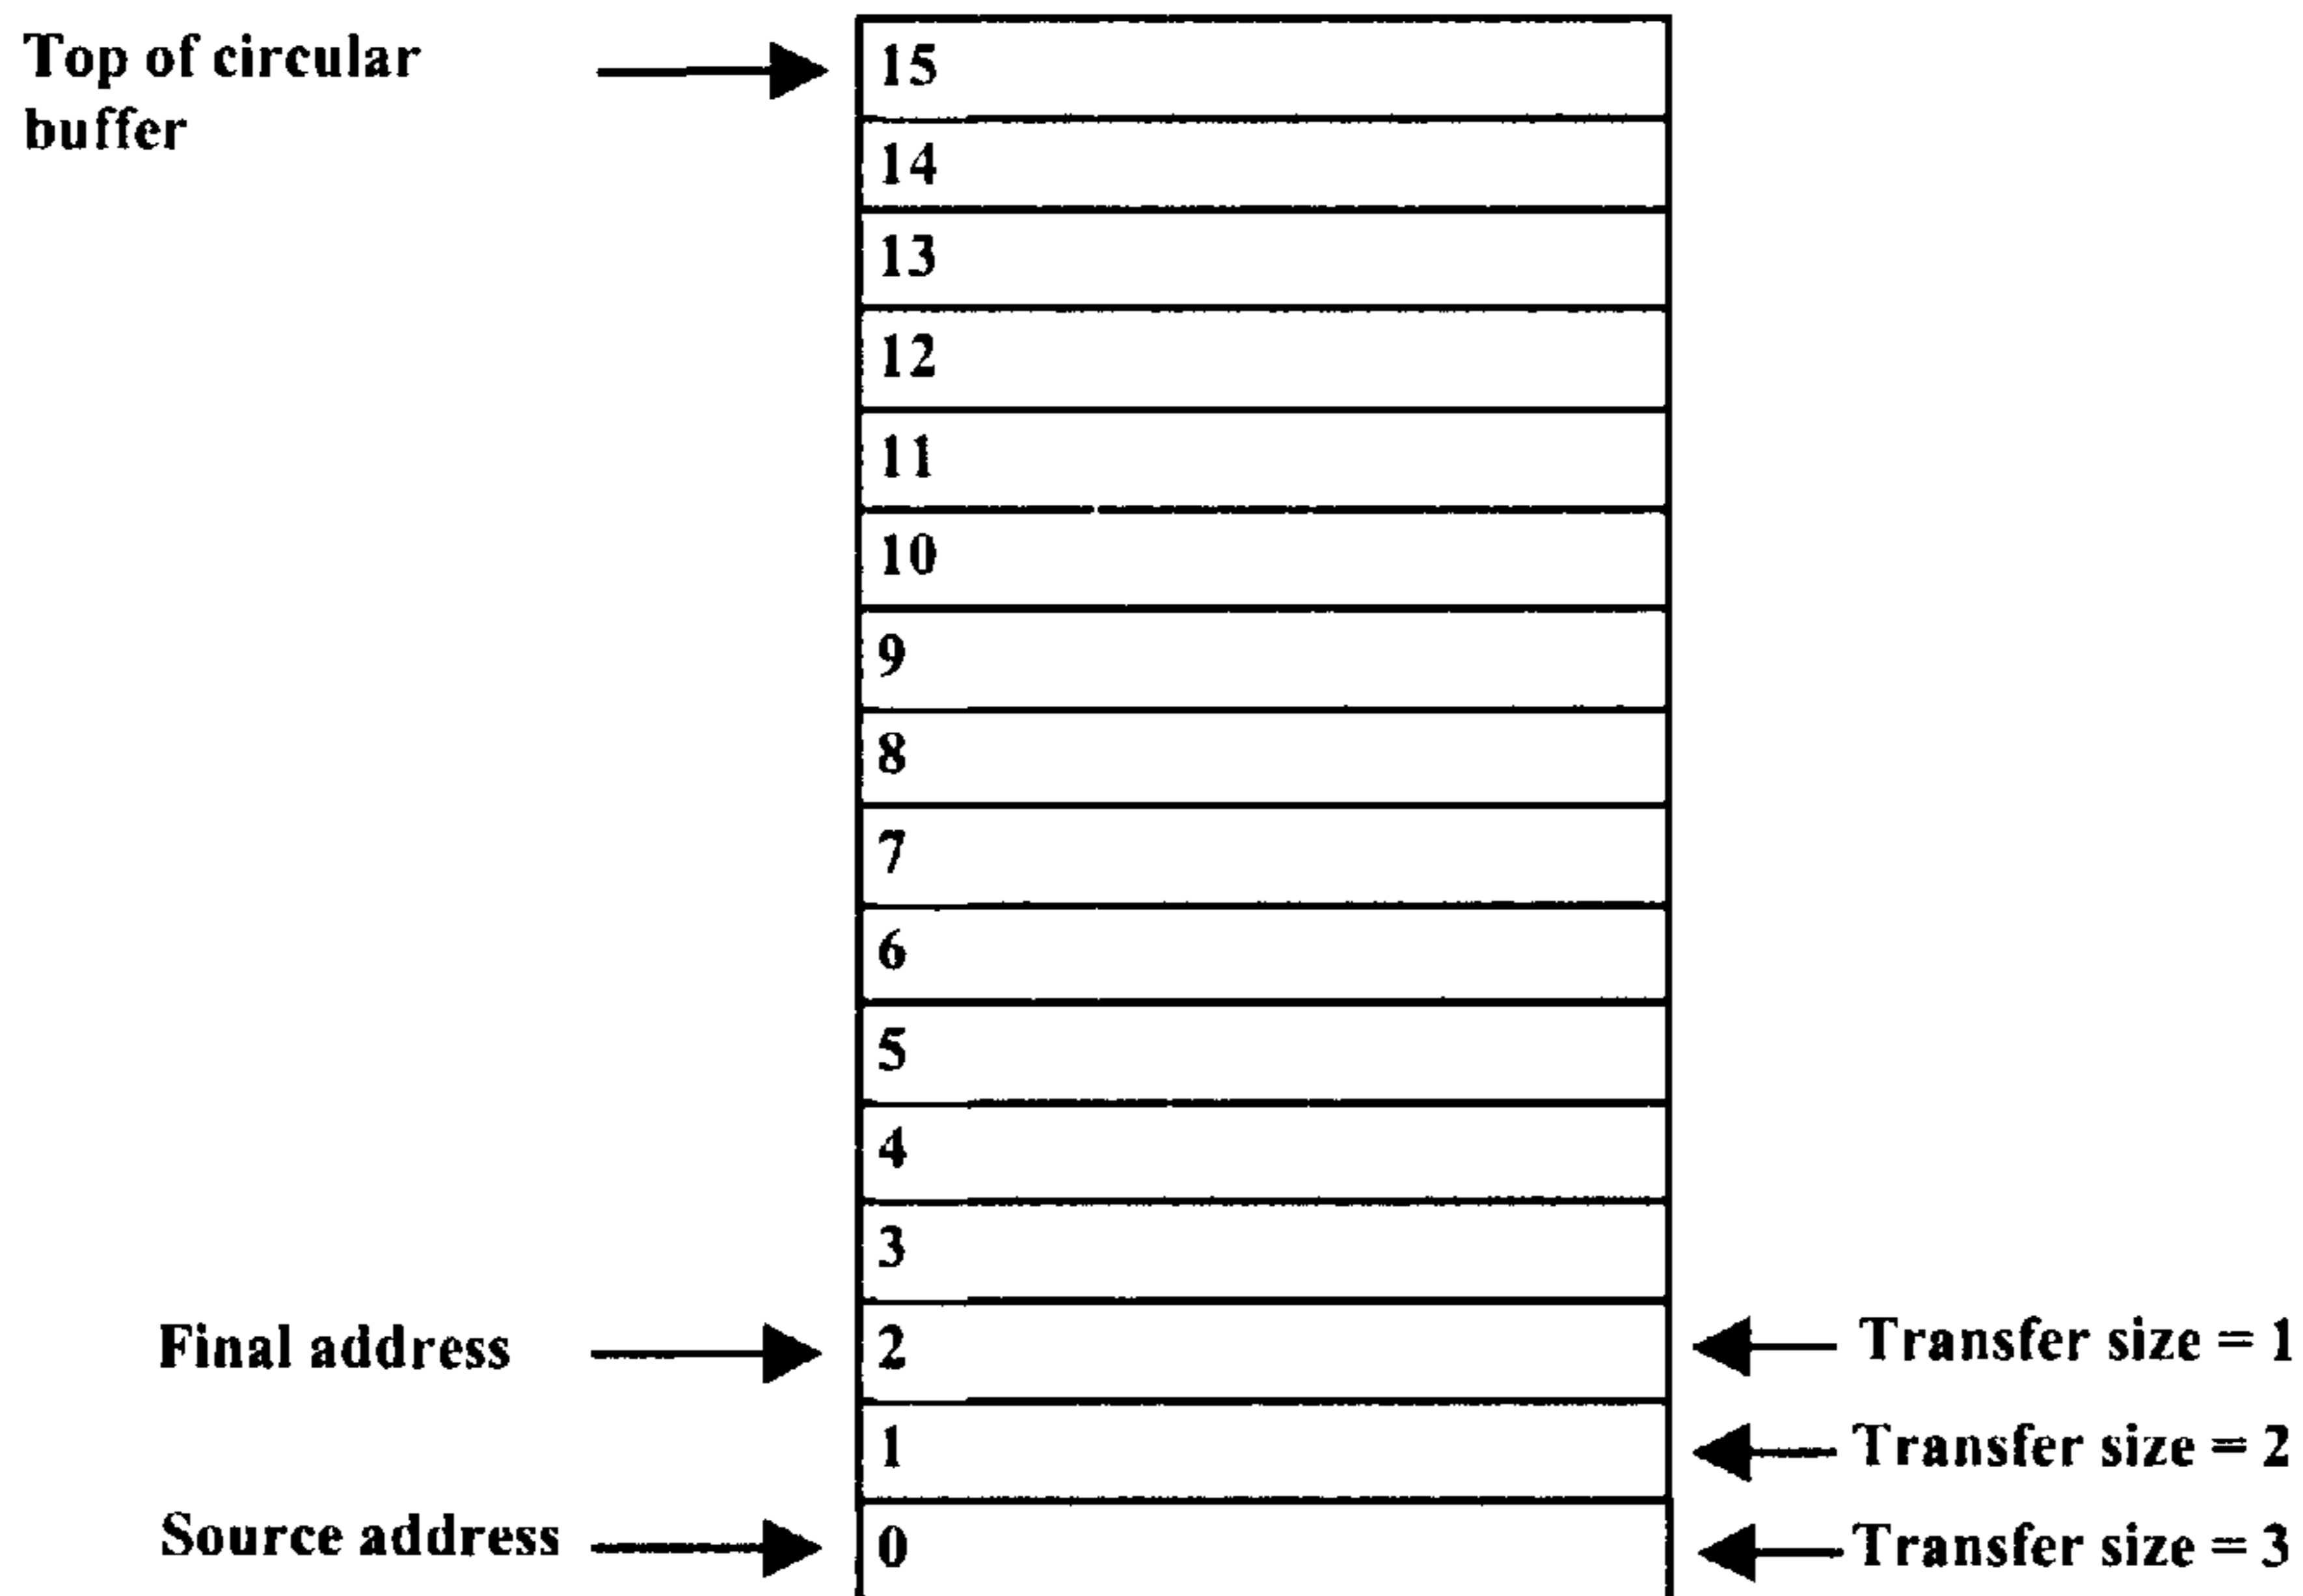 Top of circular
buffer
15
14
13
12
11
10
9
8
7
6
5
4
3
Final address
2
Transfer size = 1
1
Transfer size = 2
Source address
0
Transfer size = 3